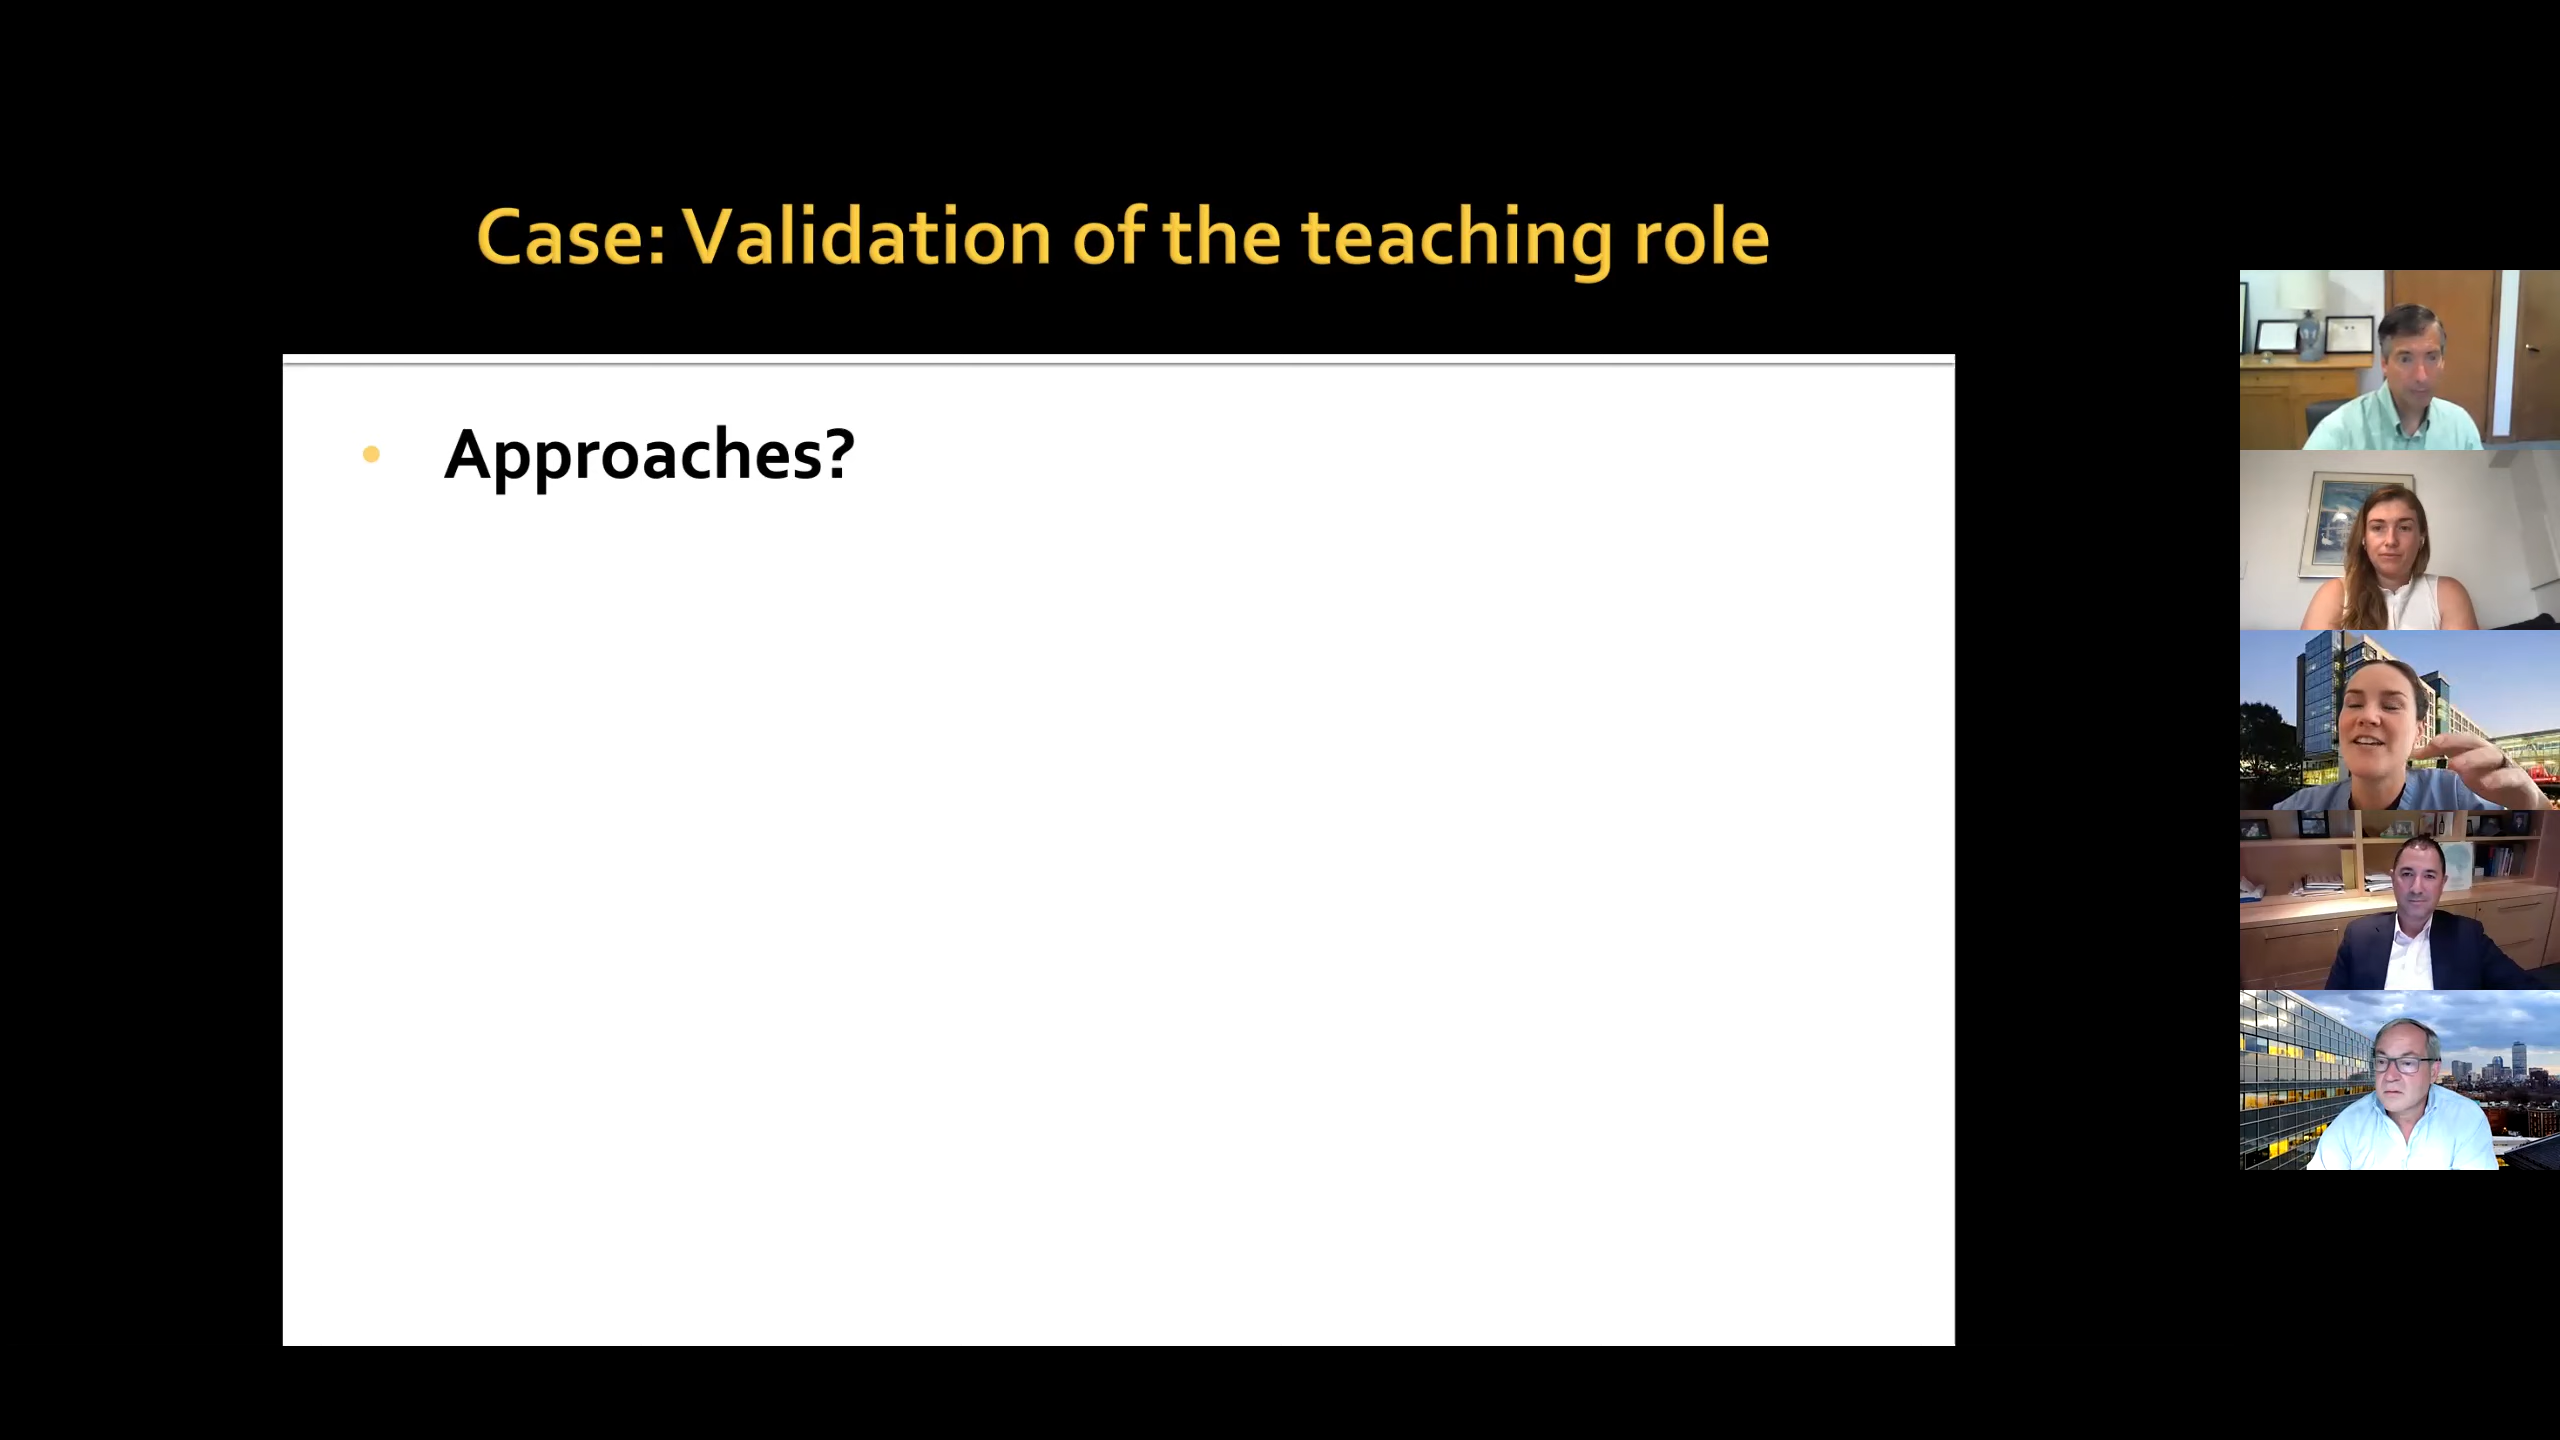 Case: Validation of the teaching role
• Approaches?